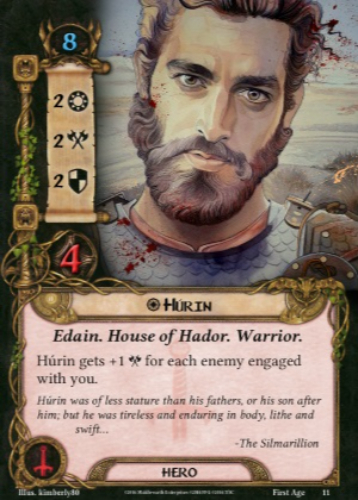 8
2
2
2
4
Húrin
Edain. House of Hador. Warrior.
Húrin gets +1 for each enemy engaged
with you.
Húrin was of less stature than his fathers, or his son after
him; but he was tireless and enduring in body, lithe and
swift...
-The Silmarillion
HERO
Illus. kimberly80
First Age
11